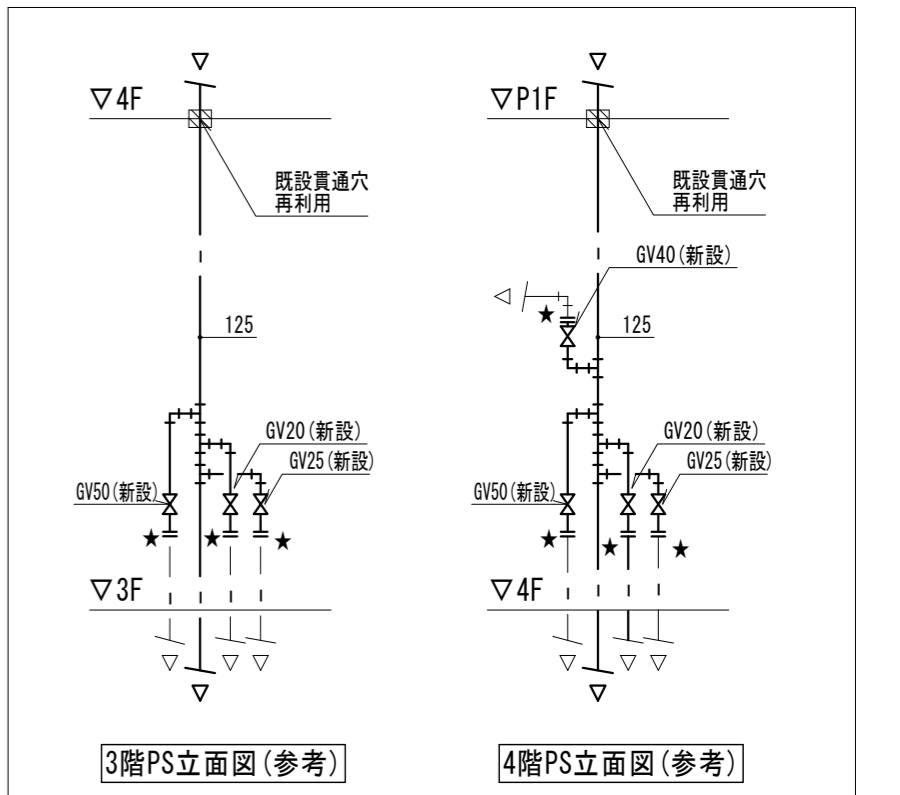 ▽4F
既設貫通穴
再利用
125
GV20(新設)
GV25(新設)
GV50(新設)
★
★
★
▽3F
3階PS立面図(参考)
▽P1F
既設貫通穴
再利用
GV40(新設)
★
125
GV20(新設)
GV25(新設)
GV50(新設)
★
★
★
▽4F
4階PS立面図(参考)